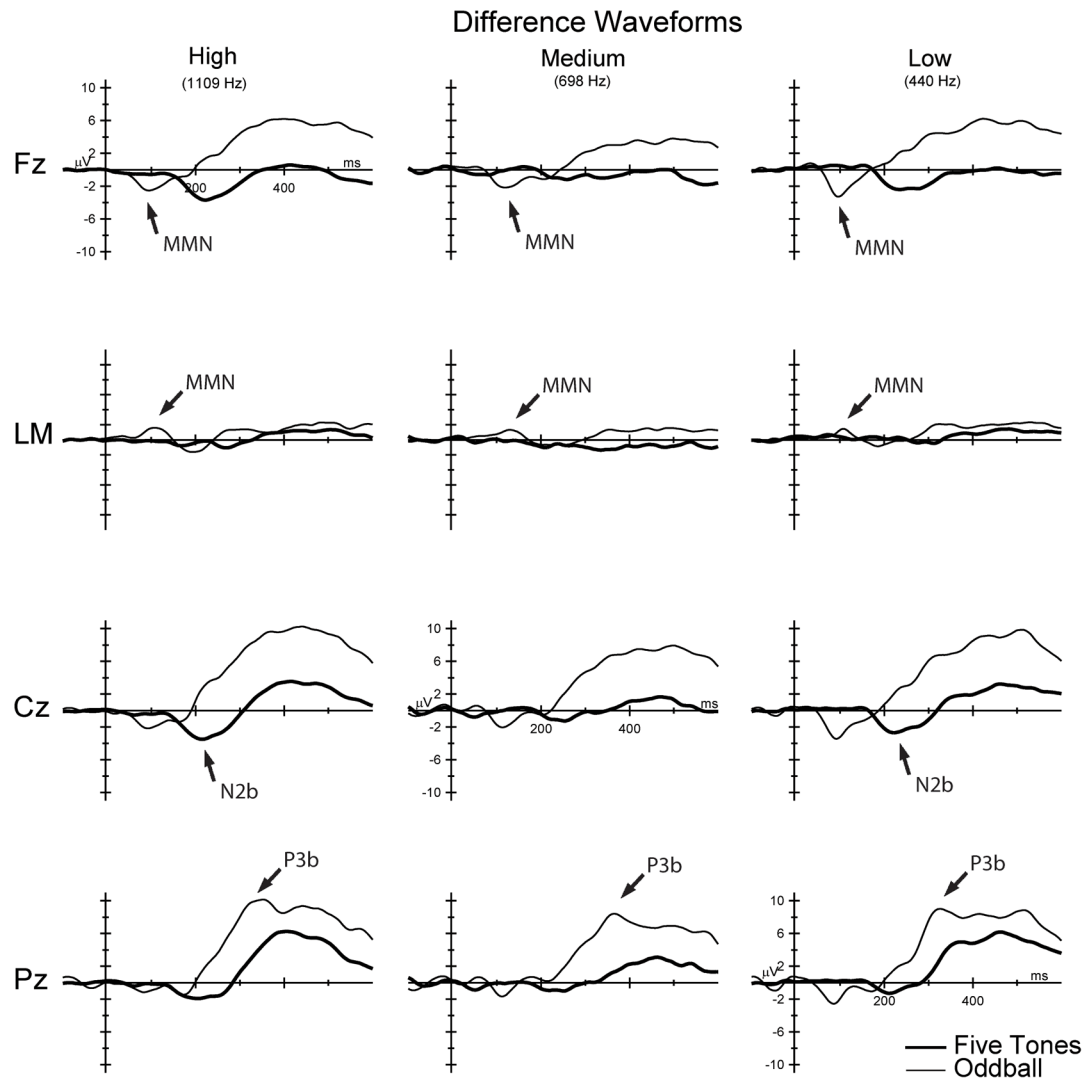 Difference Waveforms
High
(1109 Hz)
Medium
(698 Hz)
Low
(440 Hz)
Fz
10
6
2
-2
-6
-10
μV
200
400
ms
MMN
MMN
MMN
LM
MMN
MMN
MMN
Cz
N2b
10
6
2
-2
-6
-10
μV
200
400
ms
N2b
Pz
P3b
P3b
P3b
10
6
2
-2
-6
-10
μV
200
400
ms
Five Tones
Oddball